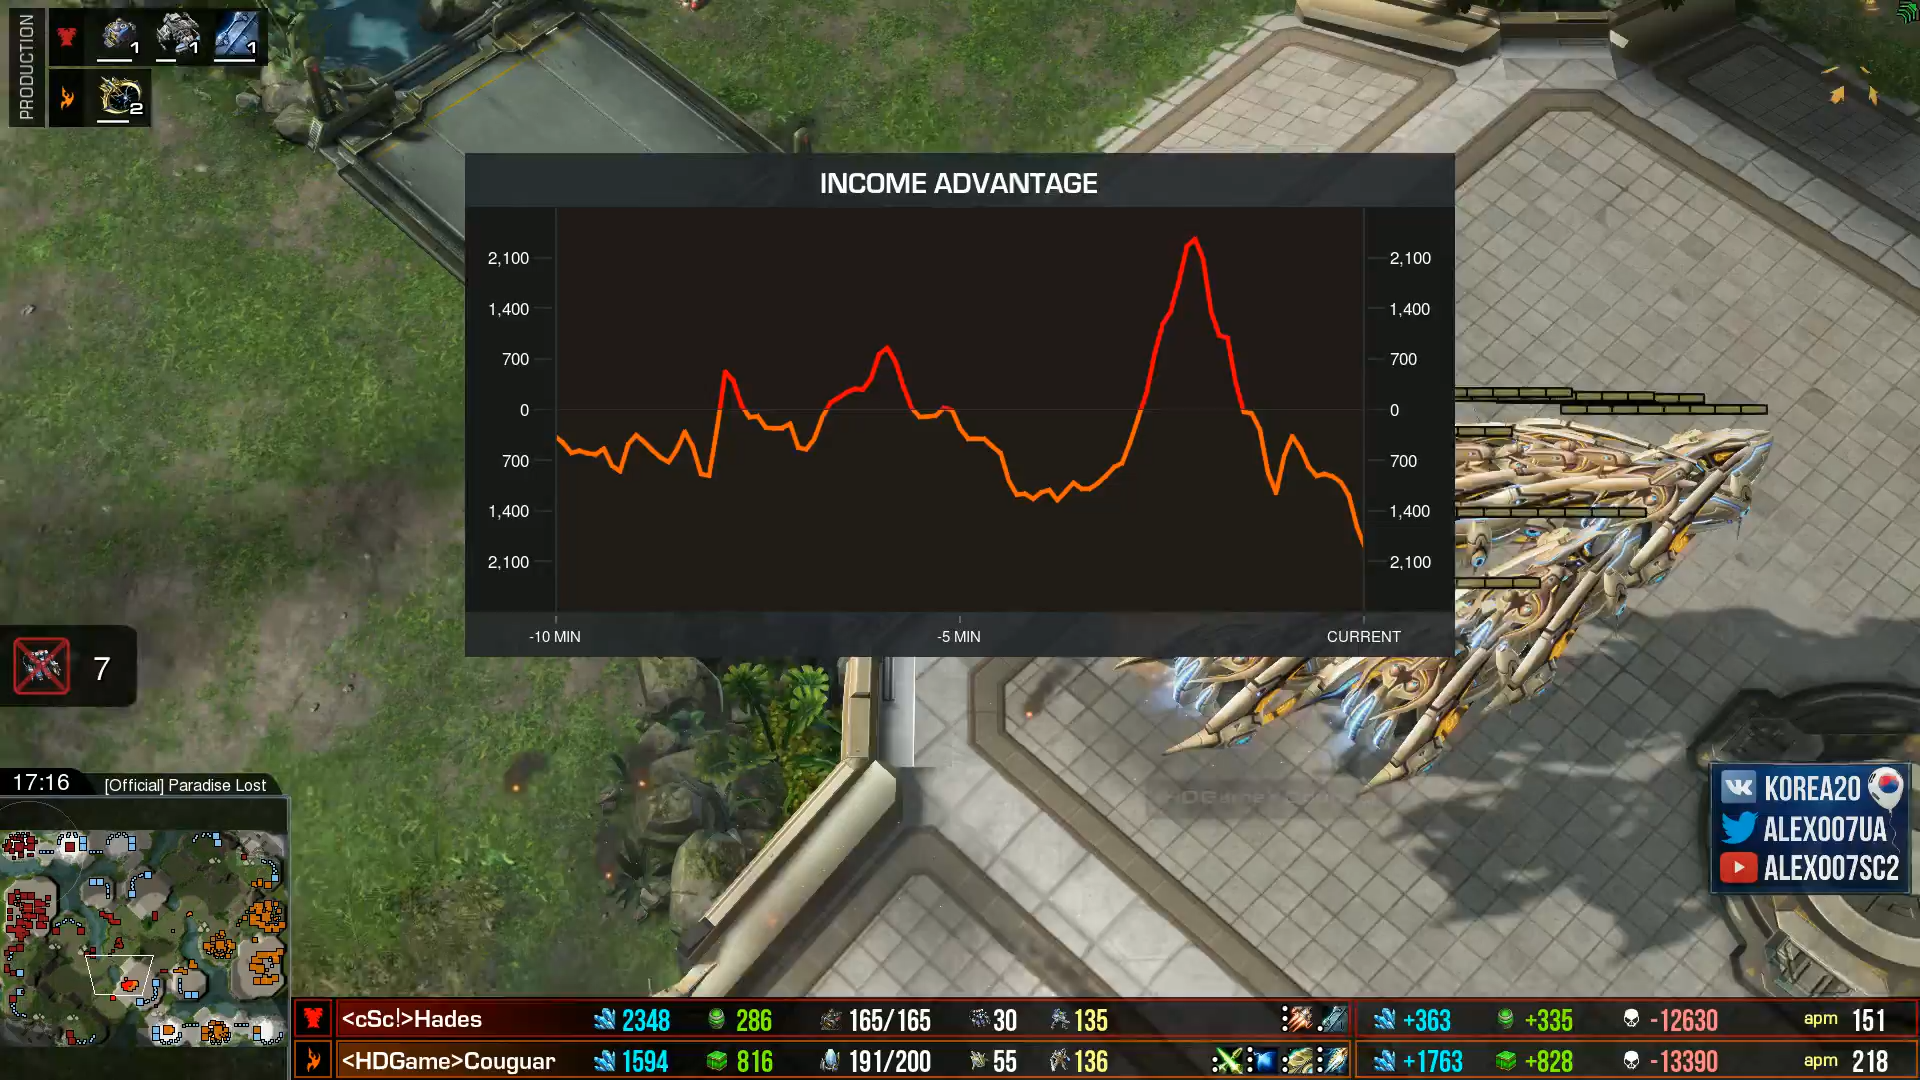 PRODUCTION
1 1 1
2
INCOME ADVANTAGE
2,100 2,100
1,400 1,400
700 700
0 0
700 700
1,400 1,400
2,100 2,100
-10 MIN -5 MIN CURRENT
7
17:16 [Official] Paradise Lost
VK KOREA20
ALEX007UA
ALEX007SC2
<cSc!>Hades 2348 286 165/165 30 135 +363 +335 -12630 apm 151
<HDGame>Couguar 1594 816 191/200 55 136 +1763 +828 -13390 apm 218